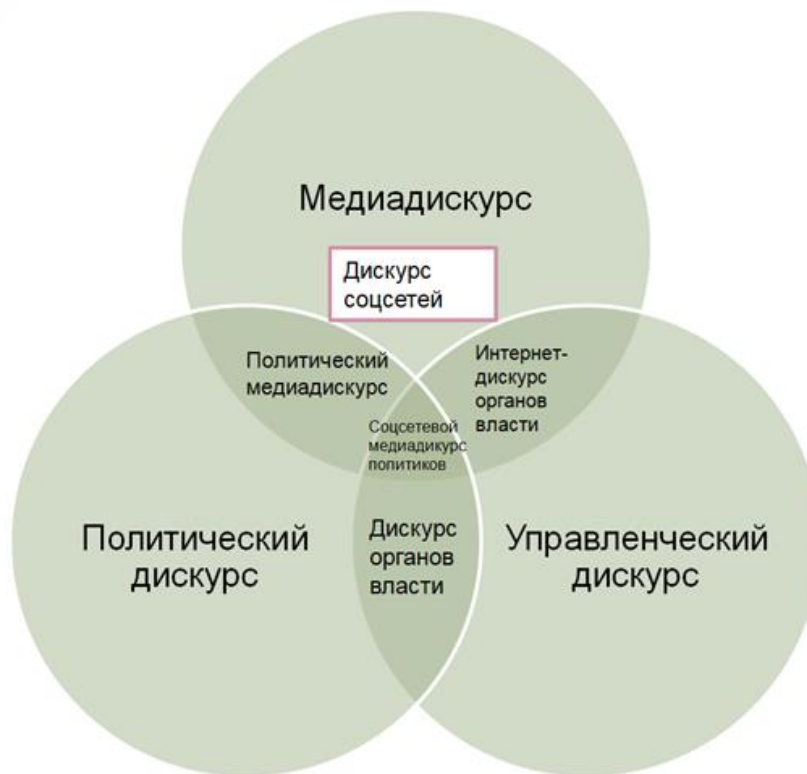 Медиадискурс
Дискурс
соцсетей
Политический
медиадискурс
Интернет-
дискурс
органов
власти
Соцсетевой
медиадикурс
политиков
Политический
дискурс
Дискурс
органов
власти
Управленческий
дискурс